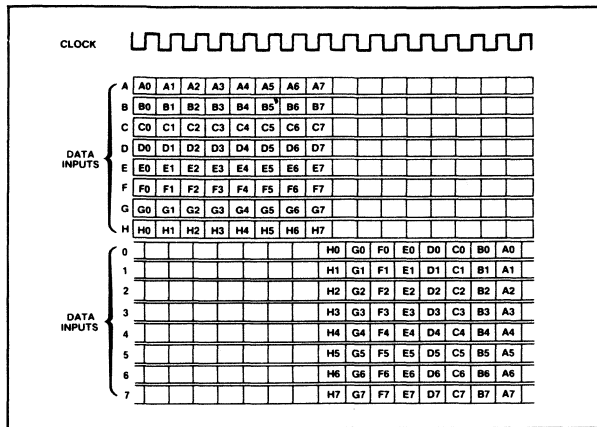 CLOCK
A A0 A1 A2 A3 A4 A5 A6 A7
B B0 B1 B2 B3 B4 B5 B6 B7
C C0 C1 C2 C3 C4 C5 C6 C7
D D0 D1 D2 D3 D4 D5 D6 D7
DATA INPUTS
E E0 E1 E2 E3 E4 E5 E6 E7
F F0 F1 F2 F3 F4 F5 F6 F7
G G0 G1 G2 G3 G4 G5 G6 G7
H H0 H1 H2 H3 H4 H5 H6 H7
0 H0 G0 F0 E0 D0 C0 B0 A0
1 H1 G1 F1 E1 D1 C1 B1 A1
2 H2 G2 F2 E2 D2 C2 B2 A2
3 H3 G3 F3 E3 D3 C3 B3 A3
DATA INPUTS
4 H4 G4 F4 E4 D4 C4 B4 A4
5 H5 G5 F5 E5 D5 C5 B5 A5
6 H6 G6 F6 E6 D6 C6 B6 A6
7 H7 G7 F7 E7 D7 C7 B7 A7